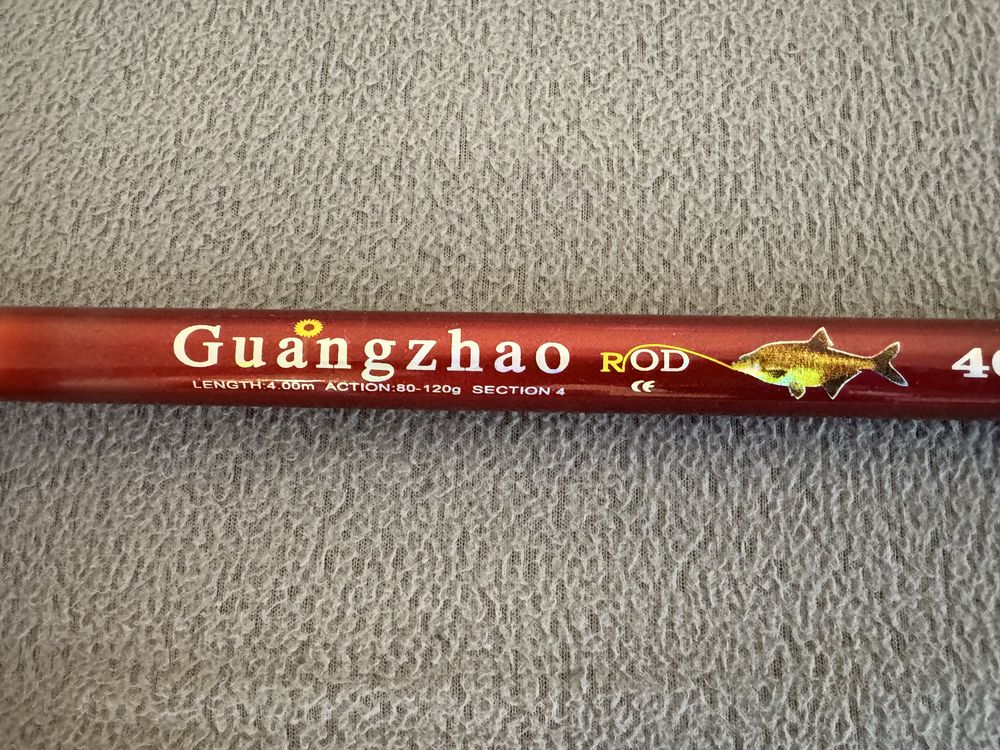 Guangzhao ROD
LENGTH:4.00m ACTION:80-120g SECTION 4 CE